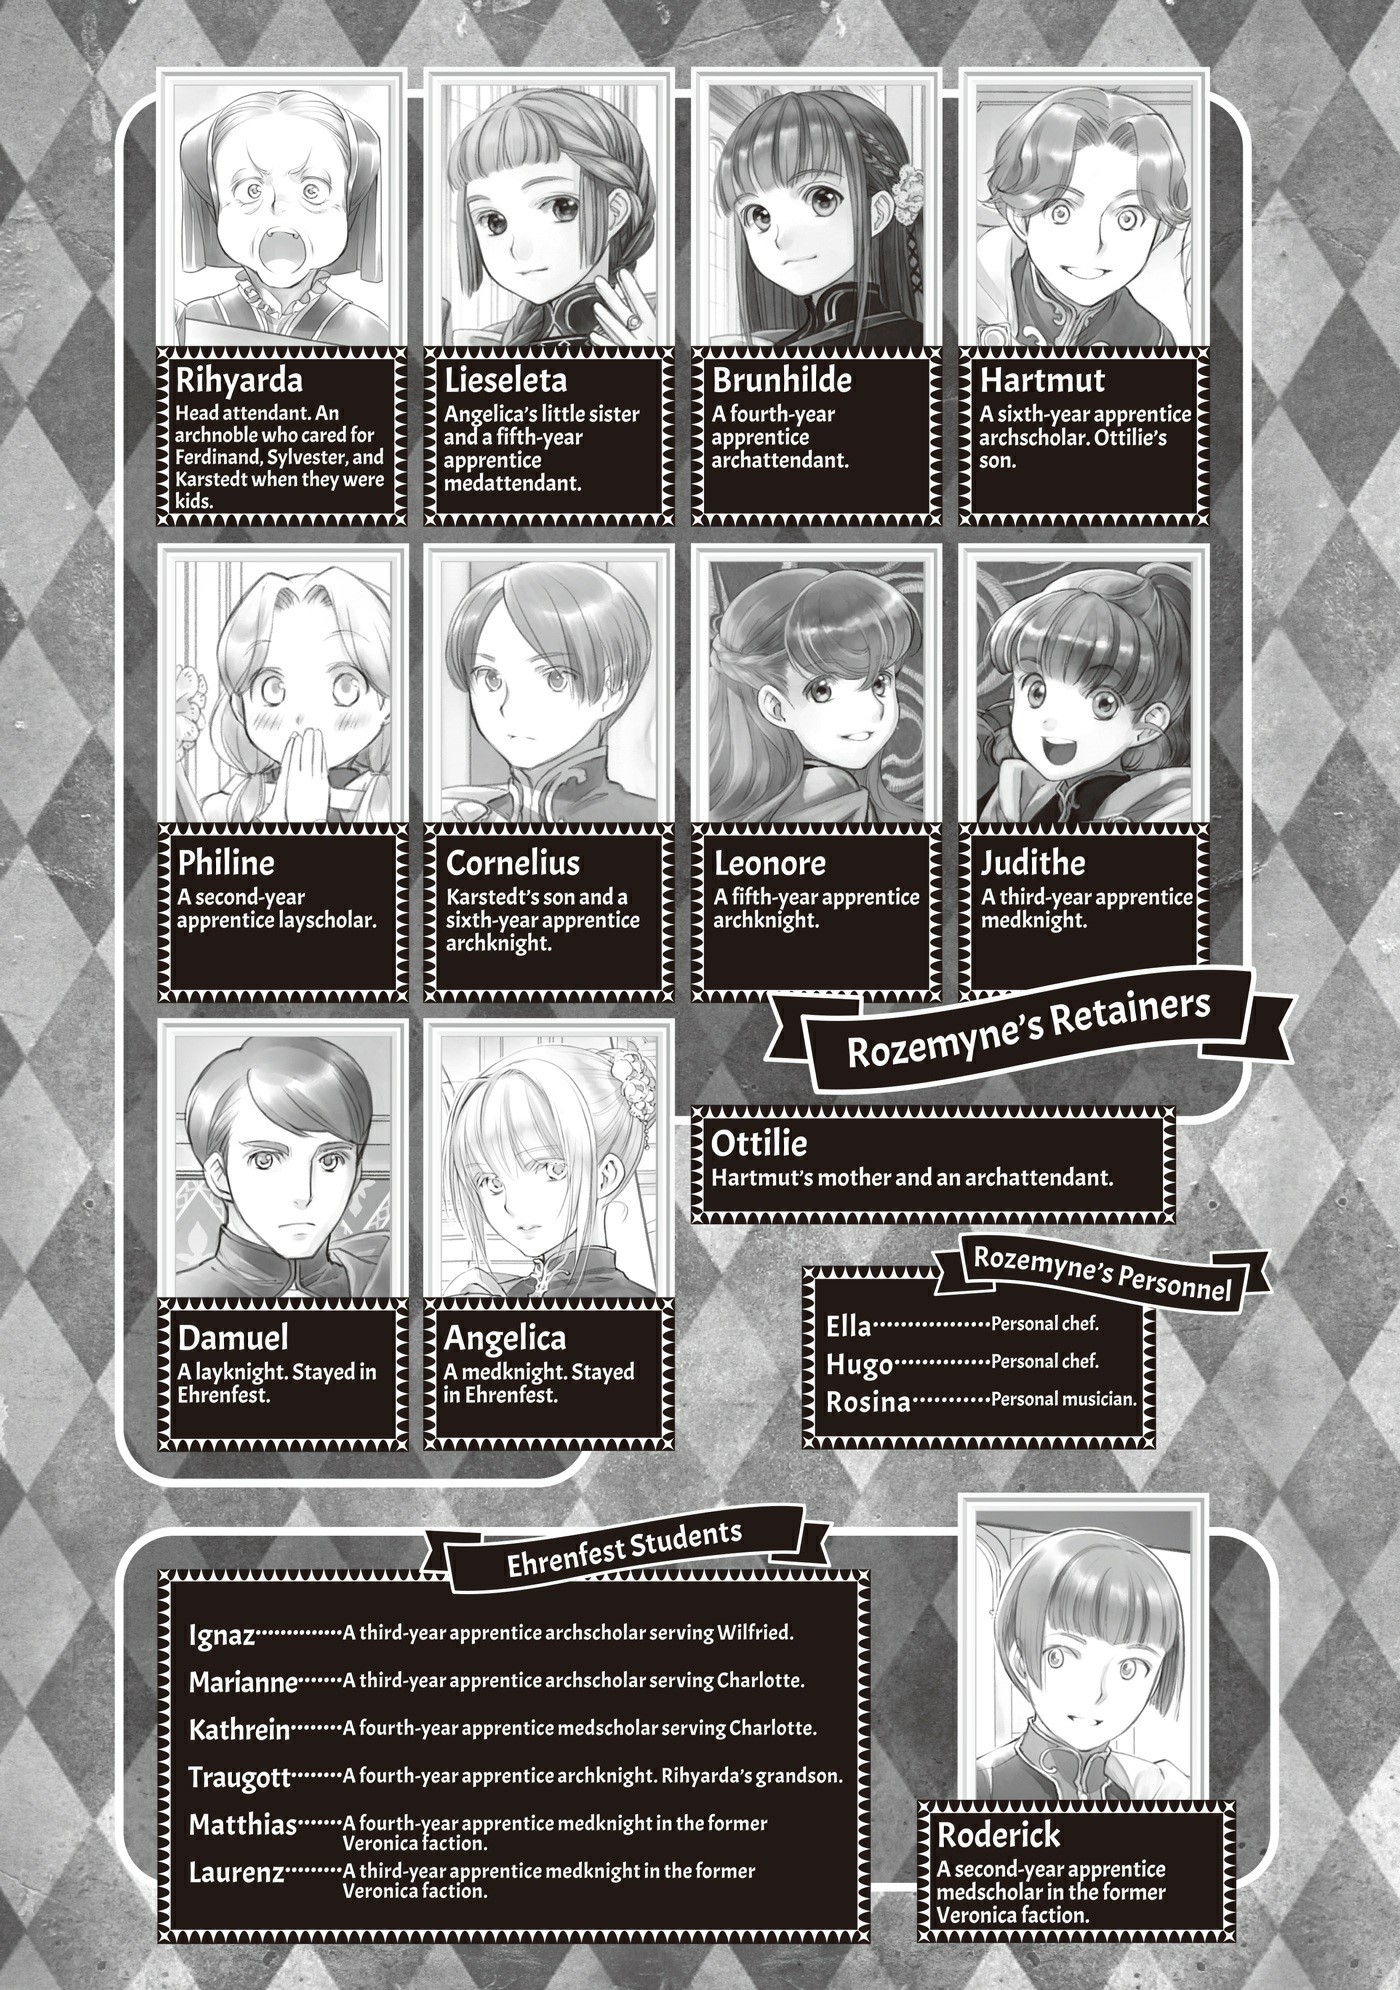 Rihyarda
Head attendant. An
archnoble who cared for
Ferdinand, Sylvester, and
Karstedt when they were
kids.
Lieseleta
Angelica's little sister
and a fifth-year
apprentice
medattendant.
Brunhilde
A fourth-year
apprentice
archattendant.
Hartmut
A sixth-year apprentice
archscholar. Ottilie's
son.
Philine
A second-year
apprentice layscholar.
Cornelius
Karstedt's son and a
sixth-year apprentice
archknight.
Leonore
A fifth-year apprentice
archknight.
Judithe
A third-year apprentice
medknight.
Rozemyne's Retainers
Damuel
A layknight. Stayed in
Ehrenfest.
Angelica
A medknight. Stayed
in Ehrenfest.
Ottilie
Hartmut's mother and an archattendant.
Rozemyne's Personnel
Ella··················Personal chef.
Hugo···············Personal chef.
Rosina············Personal musician.
Ehrenfest Students
Ignaz··············A third-year apprentice archscholar serving Wilfried.
Marianne·······A third-year apprentice archscholar serving Charlotte.
Kathrein········A fourth-year apprentice medscholar serving Charlotte.
Traugott········A fourth-year apprentice archknight. Rihyarda's grandson.
Matthias·······A fourth-year apprentice medknight in the former
Veronica faction.
Laurenz·········A third-year apprentice medknight in the former
Veronica faction.
Roderick
A second-year apprentice
medscholar in the former
Veronica faction.